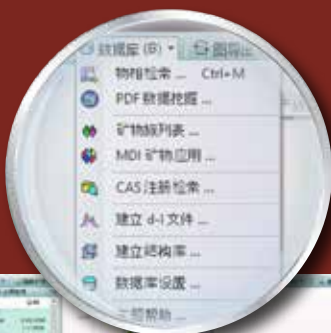 数据库 (B)
物相检索 ... Ctrl+M
PDF 数据挖掘 ...
矿物族列表 ...
MDI 矿物应用 ...
CAS 注册检索 ...
建立 d-I 文件 ...
建立结构库 ...
数据库设置 ...